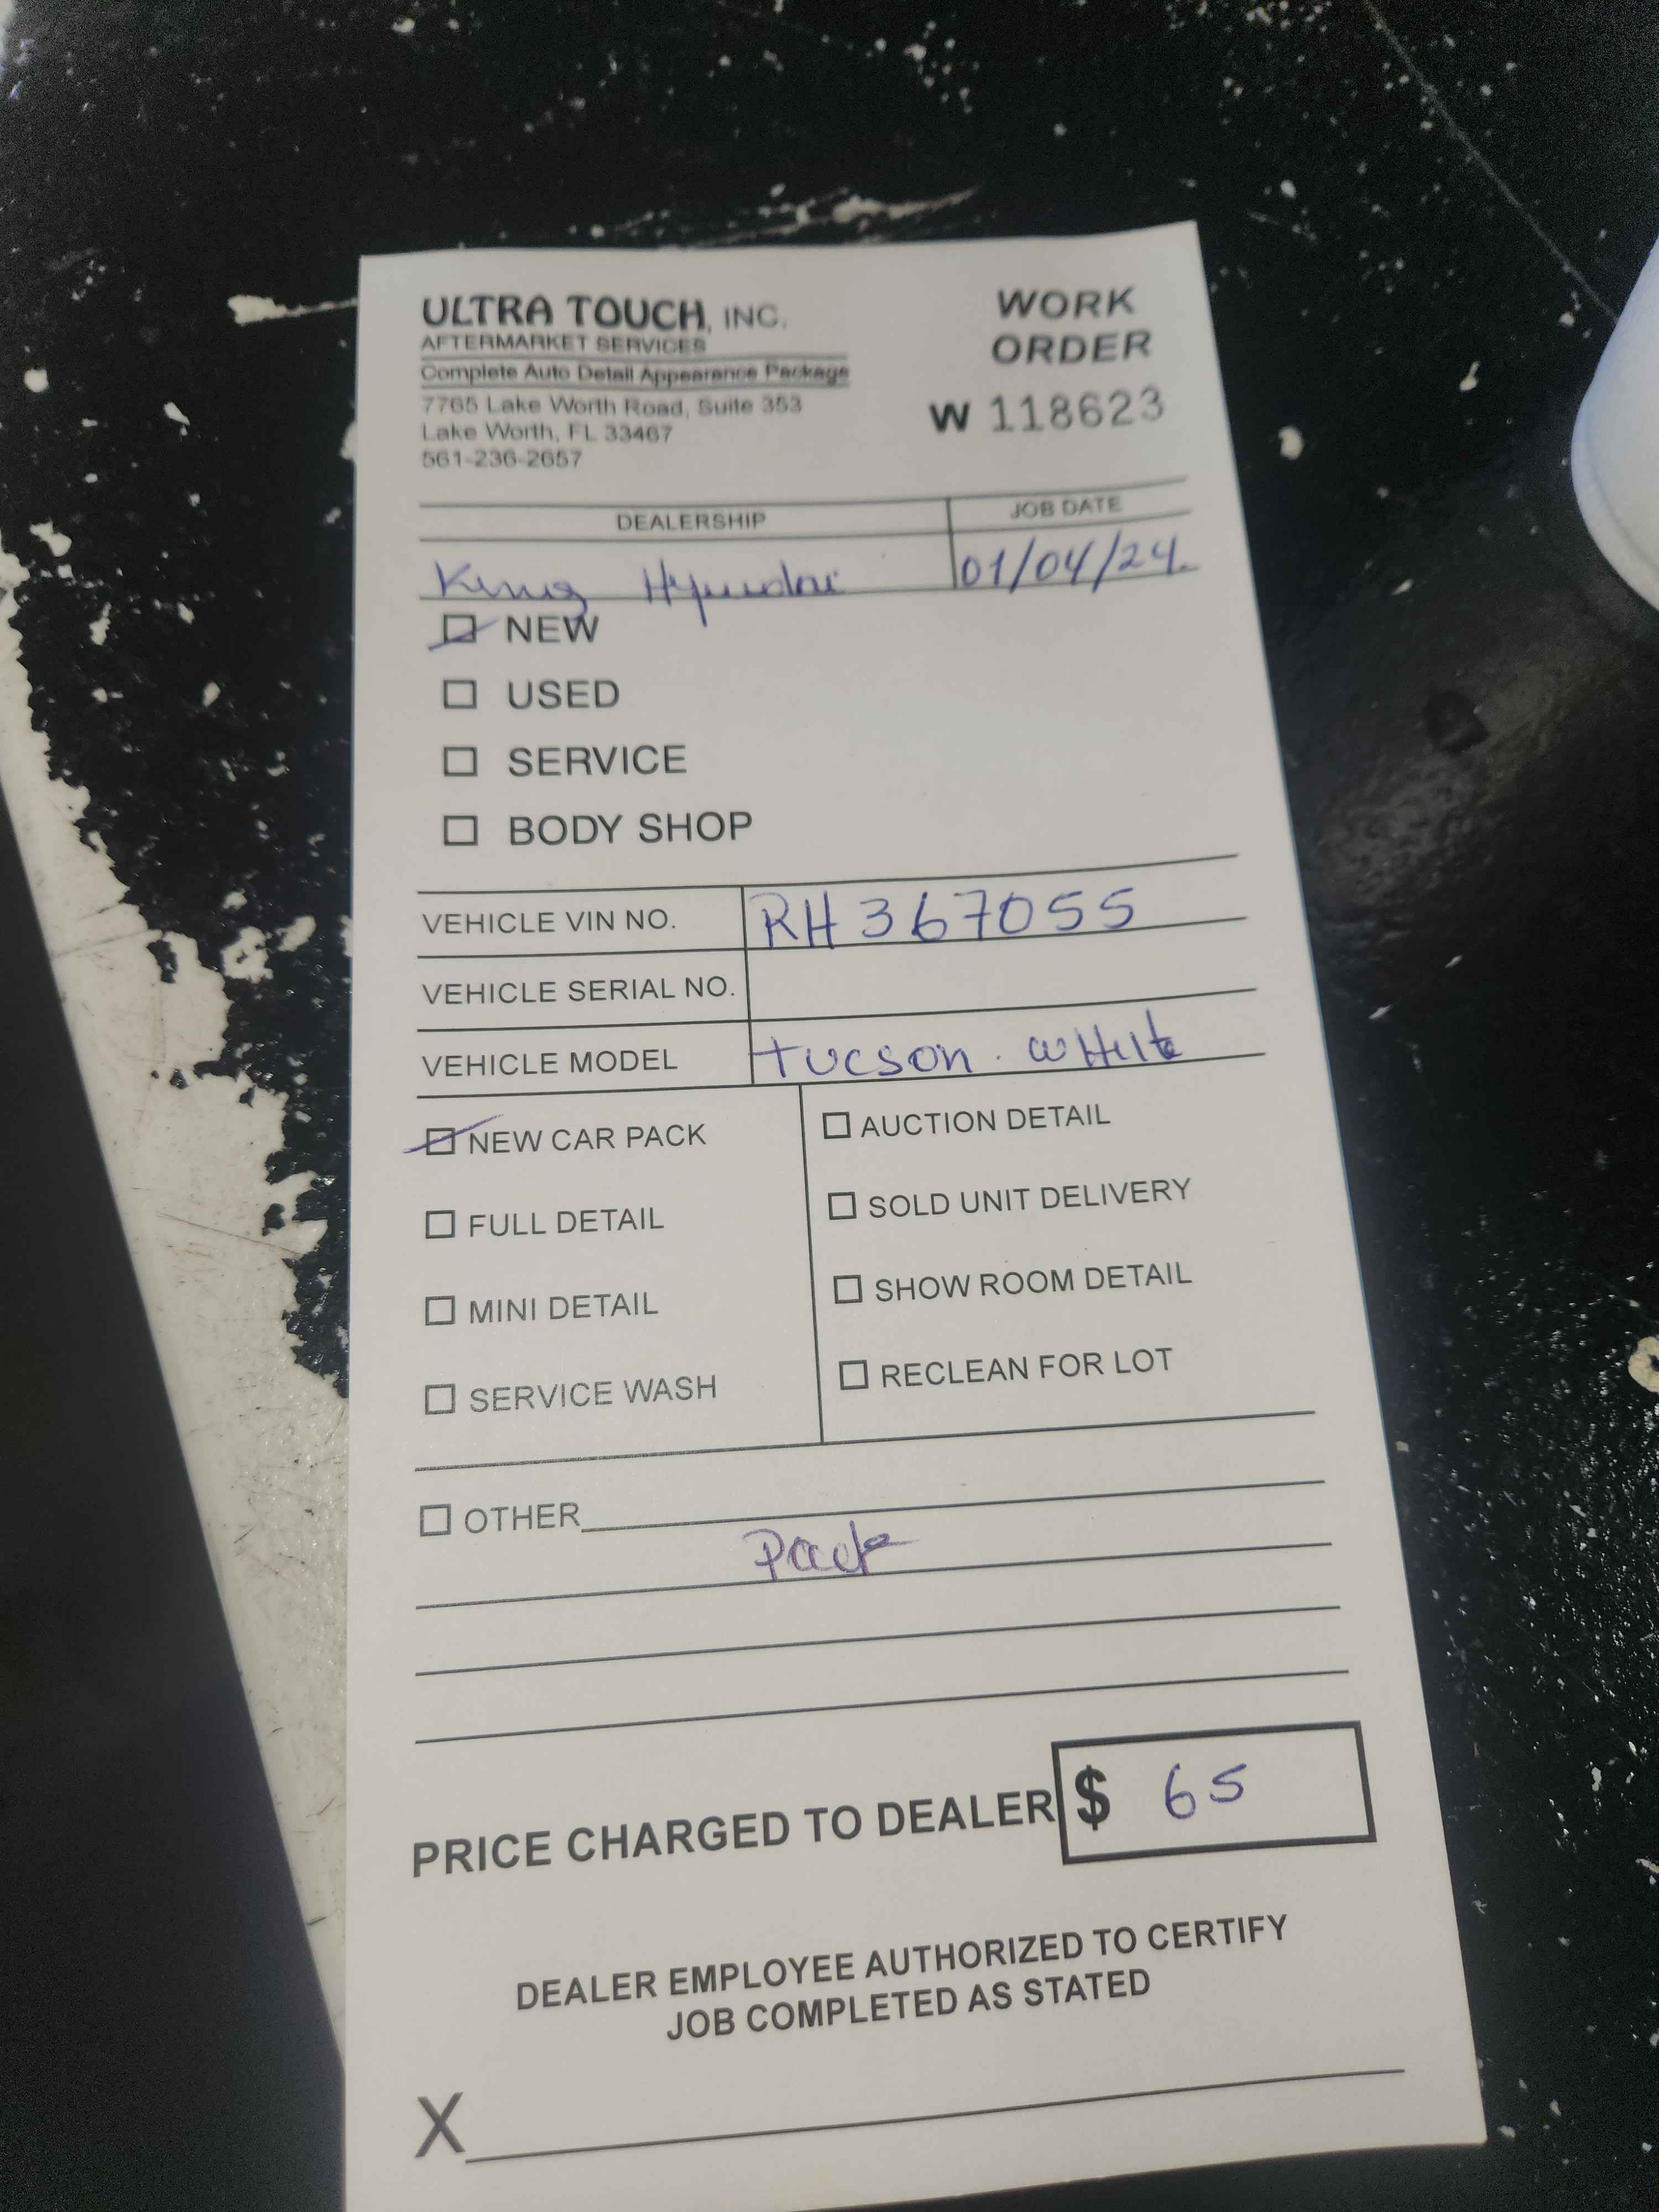 ULTRA TOUCH, INC.
AFTERMARKET SERVICES
Complete Auto Detail Appearance Package
7765 Lake Worth Road, Suite 353
Lake Worth, FL 33467
561-236-2657
WORK
ORDER
W 118623
DEALERSHIP JOB DATE
King Hyundai 01/04/24
NEW
USED
SERVICE
BODY SHOP
VEHICLE VIN NO. RH367055
VEHICLE SERIAL NO.
VEHICLE MODEL Tucson. White
NEW CAR PACK
FULL DETAIL
MINI DETAIL
SERVICE WASH
AUCTION DETAIL
SOLD UNIT DELIVERY
SHOW ROOM DETAIL
RECLEAN FOR LOT
OTHER
Pack
PRICE CHARGED TO DEALER $ 65
DEALER EMPLOYEE AUTHORIZED TO CERTIFY
JOB COMPLETED AS STATED
X